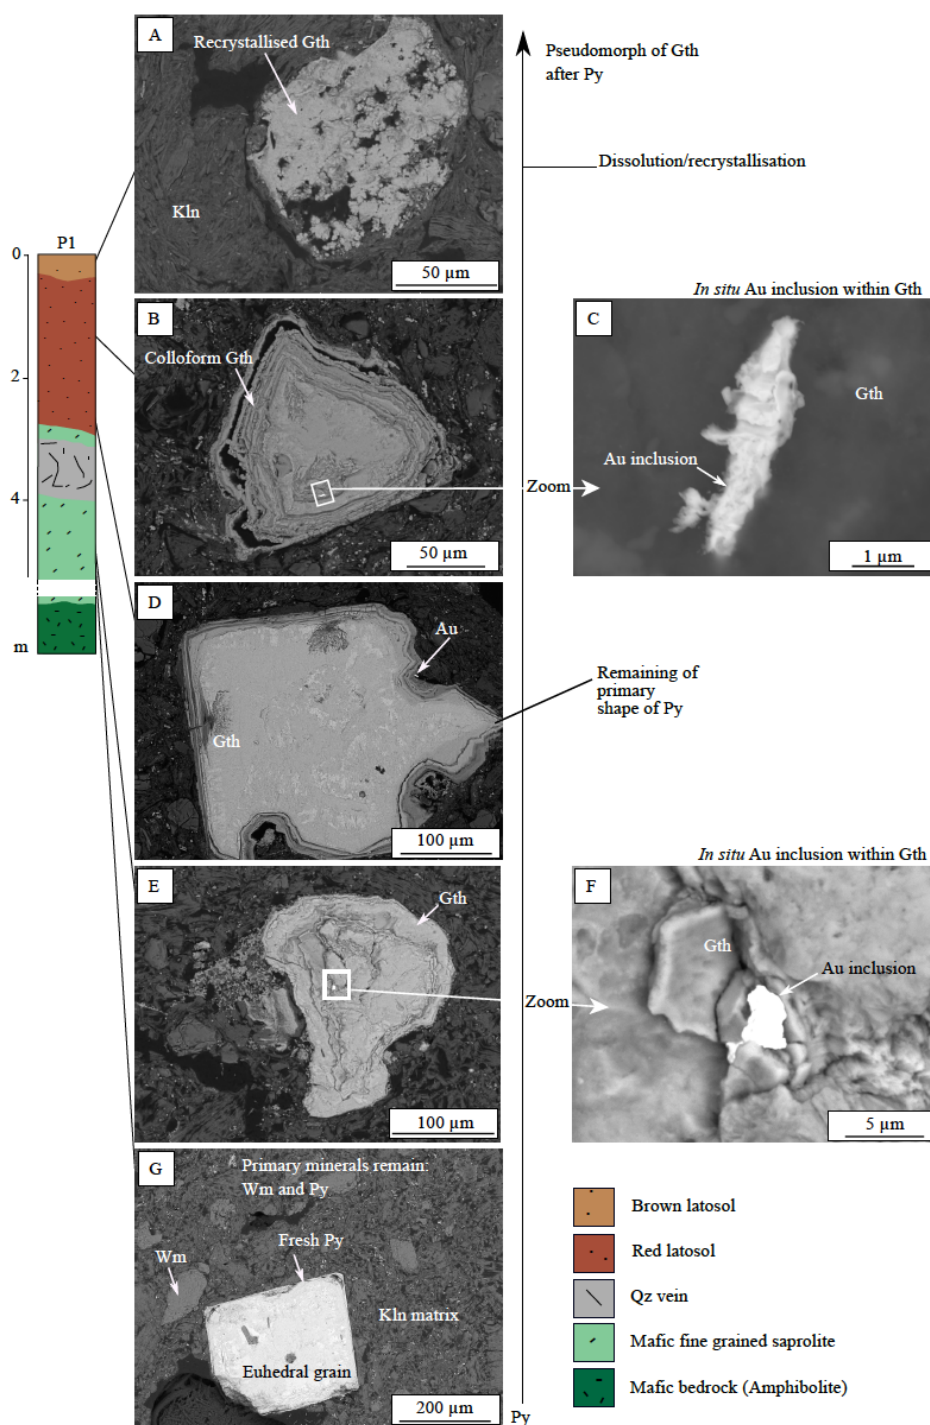 A
Recrystallised Gth
Kln
50 µm
Pseudomorph of Gth
after Py
Dissolution/recrystallisation
P1
0
2
4
m
B
Colloform Gth
50 µm
Zoom
In situ Au inclusion within Gth
C
Gth
Au inclusion
1 µm
D
Au
Gth
100 µm
Remaining of
primary
shape of Py
E
Gth
100 µm
Zoom
In situ Au inclusion within Gth
F
Gth
Au inclusion
5 µm
G
Primary minerals remain:
Wm and Py
Fresh Py
Wm
Kln matrix
Euhedral grain
200 µm
Py
Brown latosol
Red latosol
Qz vein
Mafic fine grained saprolite
Mafic bedrock (Amphibolite)